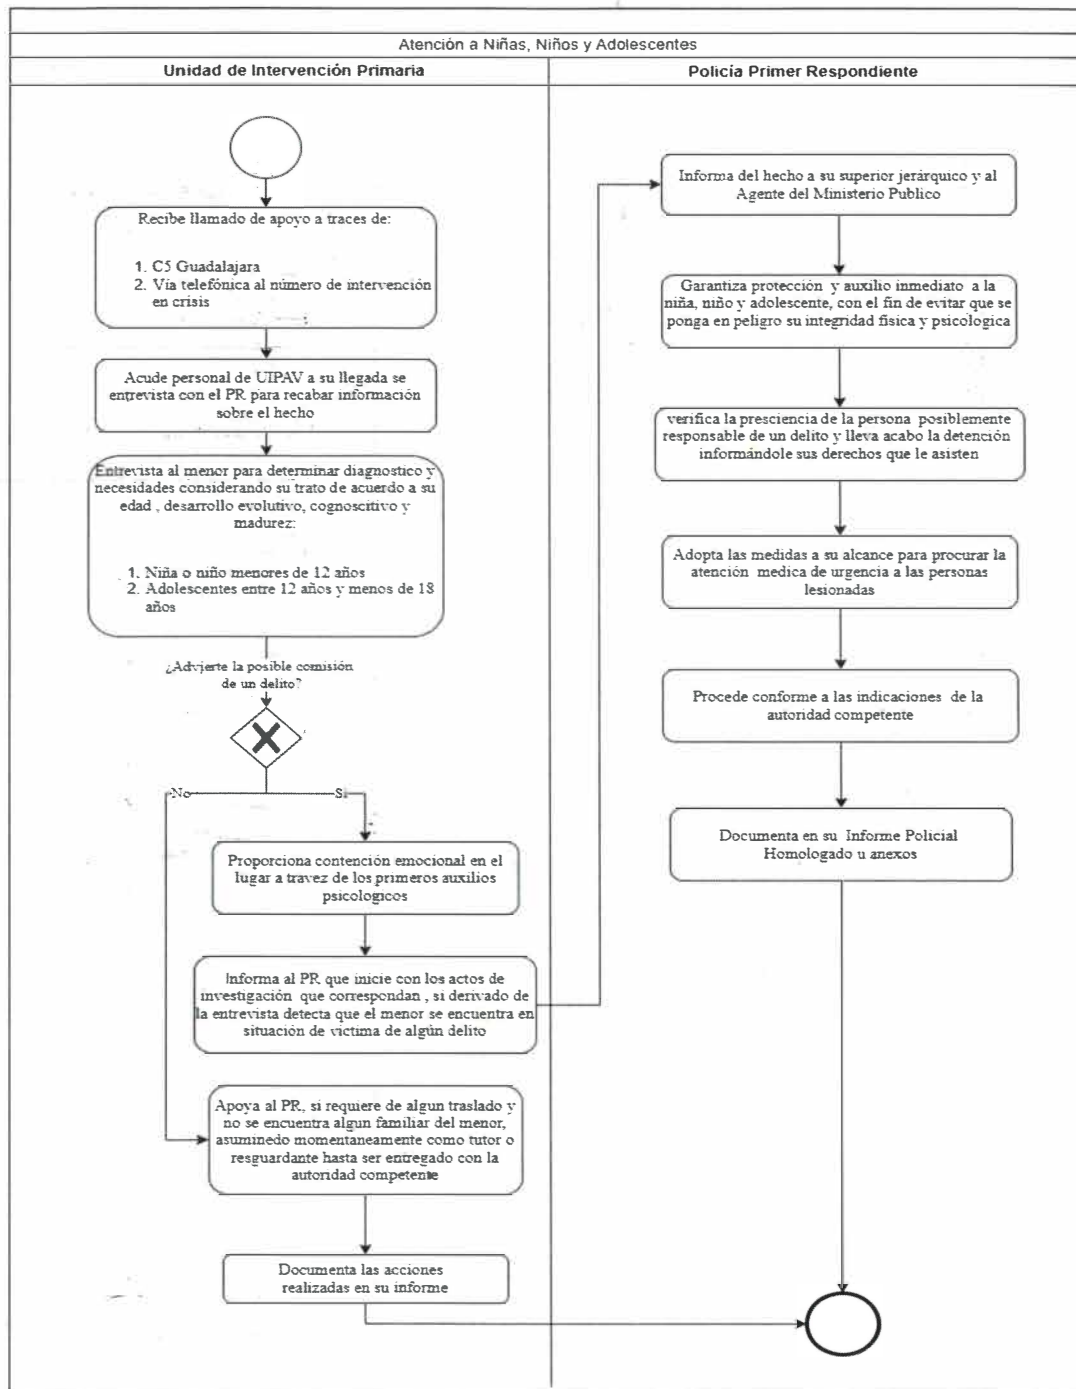 Atención a Niñas, Niños y Adolescentes
Unidad de Intervención Primaria
Policía Primer Respondiente
Recibe llamado de apoyo a traces de:
1. C5 Guadalajara
2. Vía telefónica al número de intervención
en crisis
Acude personal de UIPAV a su llegada se
entrevista con el PR para recabar información
sobre el hecho
Entrevista al menor para determinar diagnostico y
necesidades considerando su trato de acuerdo a su
edad , desarrollo evolutivo, cognoscitivo y
madurez:
1. Niña o niño menores de 12 años
2. Adolescentes entre 12 años y menos de 18
años
¿Advierte la posible comisión
de un delito?
No
Si
Proporciona contención emocional en el
lugar a travez de los primeros auxilios
psicologicos
Informa al PR que inicie con los actos de
investigación que correspondan , si derivado de
la entrevista detecta que el menor se encuentra en
situación de victima de algún delito
Apoya al PR, si requiere de algun traslado y
no se encuentra algun familiar del menor,
asuminedo momentaneamente como tutor o
resguardante hasta ser entregado con la
autoridad competente
Documenta las acciones
realizadas en su informe
Informa del hecho a su superior jerárquico y al
Agente del Ministerio Publico
Garantiza protección y auxilio inmediato a la
niña, niño y adolescente, con el fin de evitar que se
ponga en peligro su integridad física y psicologica
verifica la presciencia de la persona posiblemente
responsable de un delito y lleva acabo la detención
informándole sus derechos que le asisten
Adopta las medidas a su alcance para procurar la
atención medica de urgencia a las personas
lesionadas
Procede conforme a las indicaciones de la
autoridad competente
Documenta en su Informe Policial
Homologado u anexos